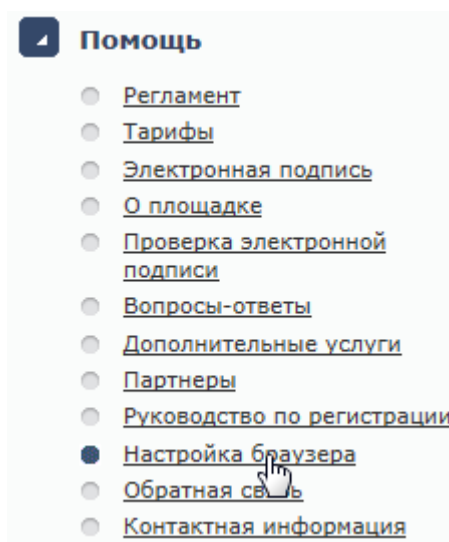 Помощь
Регламент
Тарифы
Электронная подпись
О площадке
Проверка электронной
подписи
Вопросы-ответы
Дополнительные услуги
Партнеры
Руководство по регистрации
Настройка браузера
Обратная связь
Контактная информация